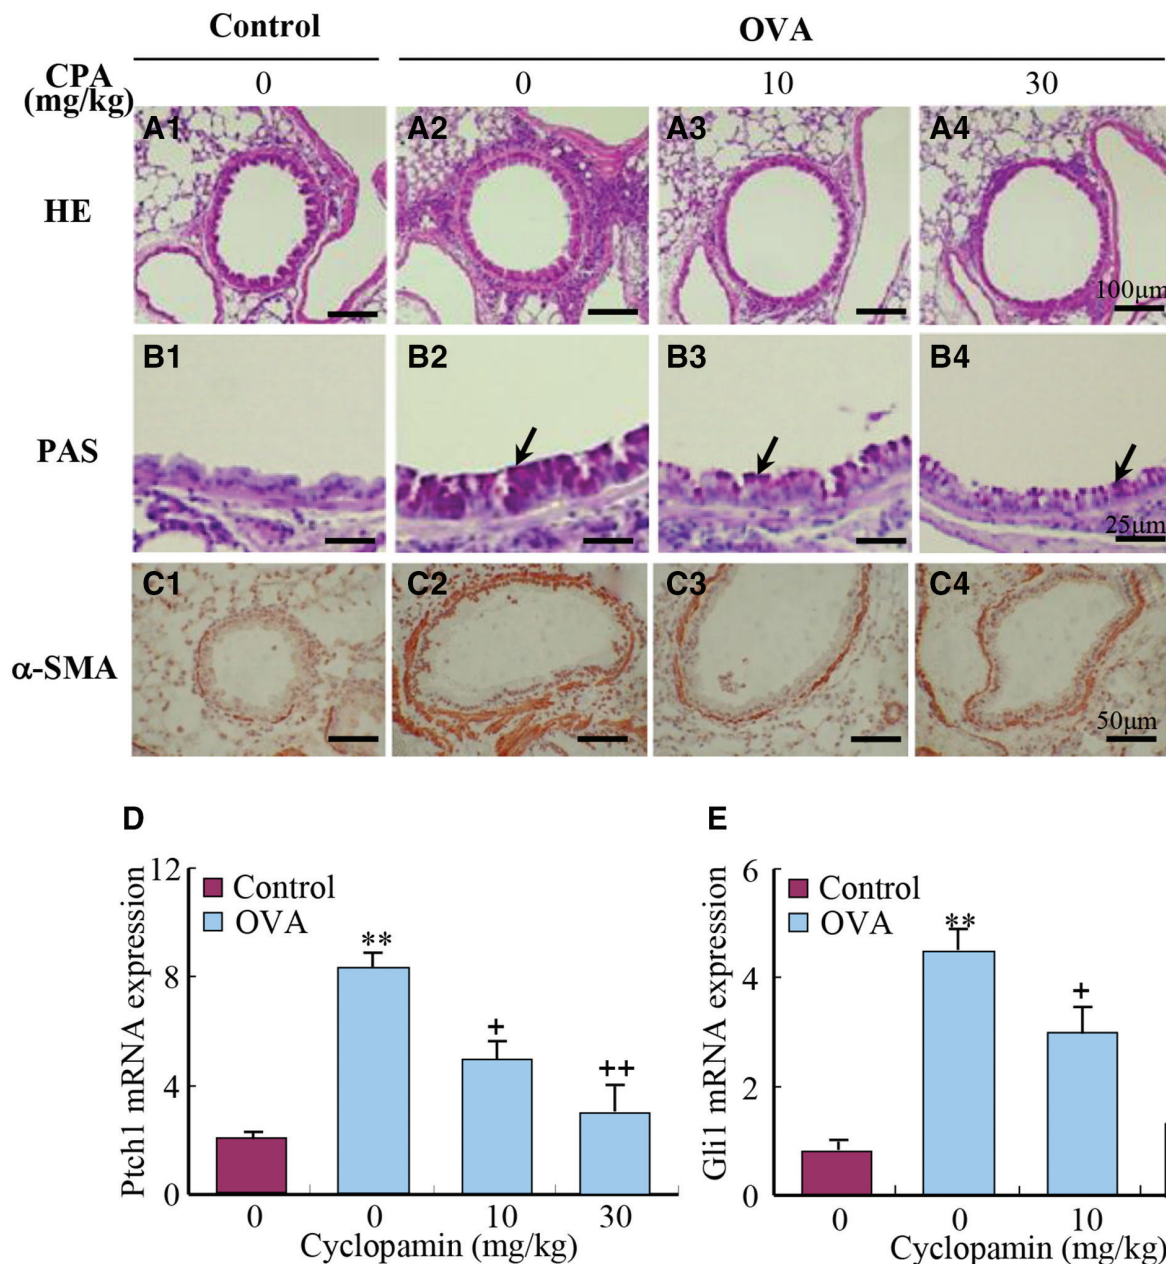 Control
OVA
CPA
(mg/kg)
0
0
10
30
HE
A1
A2
A3
A4
100µm
PAS
B1
B2
B3
B4
25µm
α-SMA
C1
C2
C3
C4
50µm
D
Ptch1 mRNA expression
12
8
4
0
Control
OVA
**
+
++
0
0
10
30
Cyclopamin (mg/kg)
E
Gli1 mRNA expression
6
4
2
0
Control
OVA
**
+
0
0
10
Cyclopamin (mg/kg)